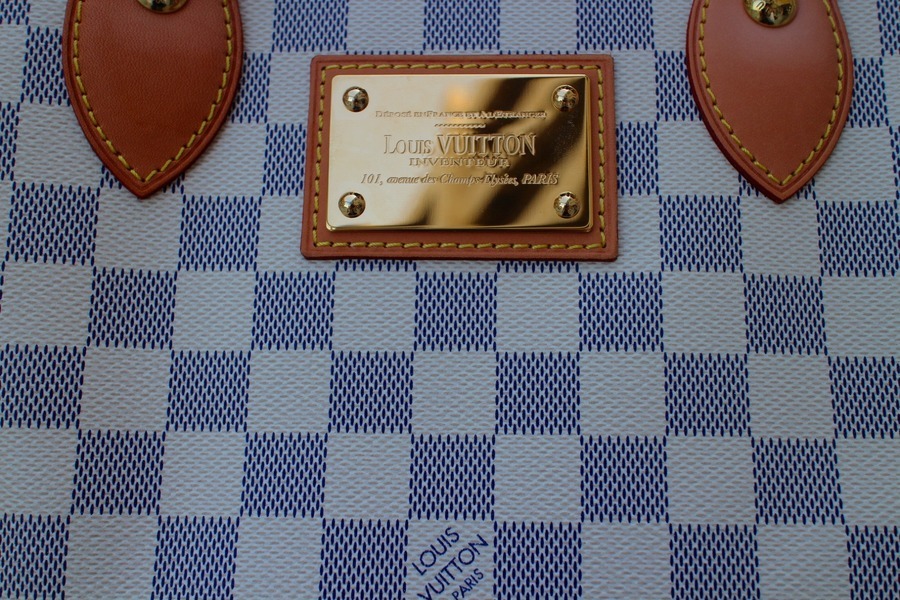 Louis VUITTON
INVENTEUR
101, avenue des Champs-Elysées, PARIS
LOUIS
VUITTON
PARIS